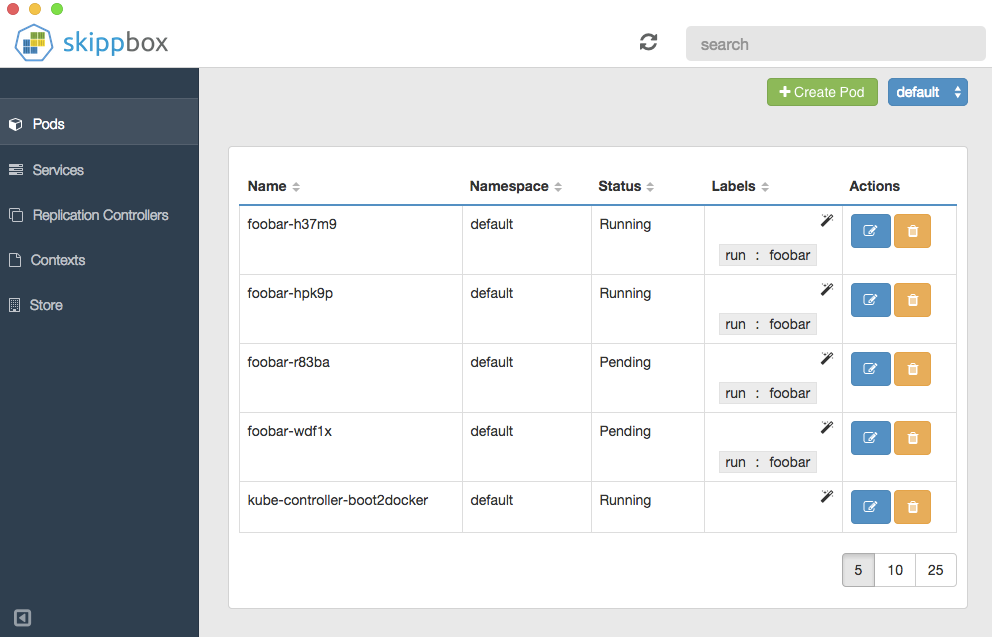 skippbox
search
Create Pod
default
Pods
Services
Replication Controllers
Contexts
Store
Name Namespace Status Labels Actions
foobar-h37m9 default Running
run : foobar
foobar-hpk9p default Running
run : foobar
foobar-r83ba default Pending
run : foobar
foobar-wdf1x default Pending
run : foobar
kube-controller-boot2docker default Running
5 10 25